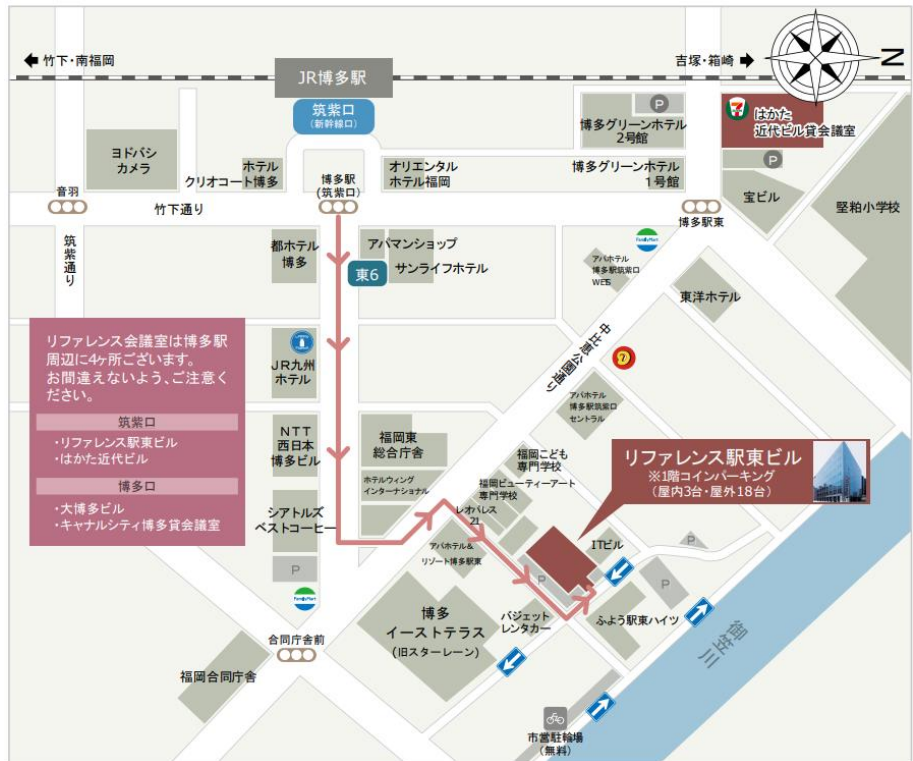 竹下・南福岡
吉塚・箱崎
N
JR博多駅
筑紫口
(新幹線口)
P
博多グリーンホテル
2号館
はかた
近代ビル貸会議室
ヨドバシ
カメラ
ホテル
クリオコート博多
博多駅
(筑紫口)
オリエンタル
ホテル福岡
博多グリーンホテル
1号館
P
宝ビル
堅粕小学校
音羽
竹下通り
博多駅東
筑紫通り
都ホテル
博多
アパマンショップ
東6
サンライフホテル
FamilyMart
アパホテル
博多駅筑紫口
WEST
東洋ホテル
リファレンス会議室は博多駅
周辺に4ヶ所ございます。
お間違えないよう、ご注意く
ださい。
筑紫口
・リファレンス駅東ビル
・はかた近代ビル
博多口
・大博多ビル
・キャナルシティ博多貸会議室
JR九州
ホテル
中比恵公園通り
アパホテル
博多駅筑紫口
セントラル
NTT
西日本
博多ビル
福岡東
総合庁舎
ホテルウィング
インターナショナル
福岡こども
専門学校
福岡ビューティーアート
専門学校
レオパレス
21
リファレンス駅東ビル
※1階コインパーキング
(屋内3台・屋外18台)
シアトルズ
ベストコーヒー
P
アパホテル&
リゾート博多駅東
P
ITビル
P
P
FamilyMart
博多
イーストテラス
(旧スターレーン)
バジェット
レンタカー
ふよう駅東ハイツ
御笠川
合同庁舎前
福岡合同庁舎
市営駐輪場
(無料)